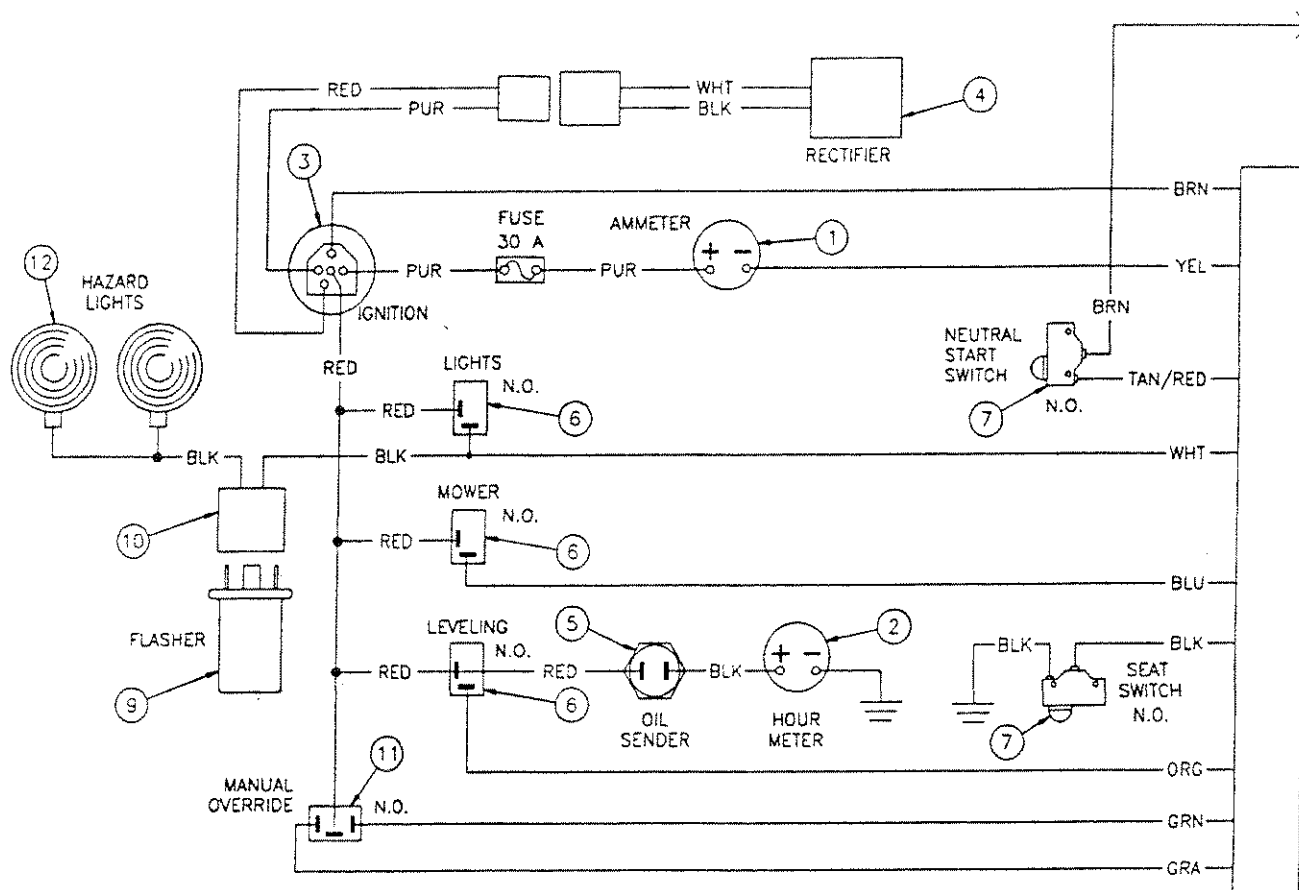 RED
WHT
PUR
BLK
4
RECTIFIER
3
BRN
FUSE
30 A
AMMETER
+ -
1
12
HAZARD
LIGHTS
PUR
PUR
YEL
IGNITION
BRN
NEUTRAL
START
SWITCH
RED
LIGHTS
N.O.
TAN/RED
RED
6
7
N.O.
BLK
BLK
WHT
MOWER
N.O.
10
RED
6
BLU
FLASHER
LEVELING
N.O.
5
2
+ -
BLK
BLK
RED
RED
BLK
SEAT
SWITCH
N.O.
9
6
OIL
SENDER
HOUR
METER
7
11
ORG
MANUAL
OVERRIDE
N.O.
GRN
GRA